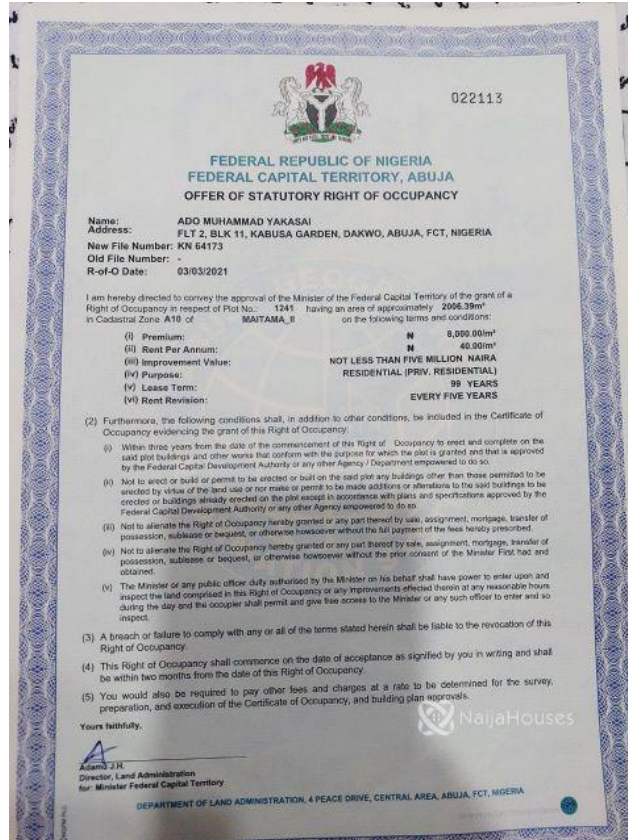 022113
FEDERAL REPUBLIC OF NIGERIA
FEDERAL CAPITAL TERRITORY, ABUJA
OFFER OF STATUTORY RIGHT OF OCCUPANCY
Name: ADO MUHAMMAD YAKASAI
Address: FLT 2, BLK 11, KABUSA GARDEN, DAKWO, ABUJA, FCT, NIGERIA
New File Number: KN 64173
Old File Number: -
R-of-O Date: 03/03/2021
I am hereby directed to convey the approval of the Minister of the Federal Capital Territory of the grant of a
Right of Occupancy in respect of Plot No.: 1241 having an area of approximately 2006.39m²
in Cadastral Zone A10 of MAITAMA_II on the following terms and conditions:
(i) Premium: ₦ 8,000.00/m²
(ii) Rent Per Annum: ₦ 40.00/m²
(iii) Improvement Value: NOT LESS THAN FIVE MILLION NAIRA
(iv) Purpose: RESIDENTIAL (PRIV. RESIDENTIAL)
(v) Lease Term: 99 YEARS
(vi) Rent Revision: EVERY FIVE YEARS
(2) Furthermore, the following conditions shall, in addition to other conditions, be included in the Certificate of
Occupancy evidencing the grant of this Right of Occupancy:
(i) Within three years from the date of the commencement of this Right of Occupancy to erect and complete on the
said plot buildings and other works that conform with the purpose for which the plot is granted and that is approved
by the Federal Capital Development Authority or any other Agency / Department empowered to do so.
(ii) Not to erect or build or permit to be erected or built on the said plot any buildings other than those permitted to be
erected by virtue of the land use or nor make or permit to be made additions or alterations to the said buildings to be
erected or buildings already erected on the plot except in accordance with plans and specifications approved by the
Federal Capital Development Authority or any other Agency empowered to do so.
(iii) Not to alienate the Right of Occupancy hereby granted or any part thereof by sale, assignment, mortgage, transfer of
possession, sublease or bequest, or otherwise howsoever without the full payment of the fees hereby prescribed.
(iv) Not to alienate the Right of Occupancy hereby granted or any part thereof by sale, assignment, mortgage, transfer of
possession, sublease or bequest, or otherwise howsoever without the prior consent of the Minister First had and
obtained.
(v) The Minister or any public officer dully authorised by the Minister on his behalf shall have power to enter upon and
inspect the land comprised in this Right of Occupancy or any improvements effected therein at any reasonable hours
during the day and the occupier shall permit and give free access to the Minister or any such officer to enter and so
inspect.
(3) A breach or failure to comply with any or all of the terms stated herein shall be liable to the revocation of this
Right of Occupancy.
(4) This Right of Occupancy shall commence on the date of acceptance as signified by you in writing and shall
be within two months from the date of this Right of Occupancy.
(5) You would also be required to pay other fees and charges at a rate to be determined for the survey,
preparation, and execution of the Certificate of Occupancy, and building plan approvals.
NaijaHouses
Yours faithfully,
Adamu J.H.
Director, Land Administration
for: Minister Federal Capital Territory
DEPARTMENT OF LAND ADMINISTRATION, 4 PEACE DRIVE, CENTRAL AREA, ABUJA, FCT, NIGERIA